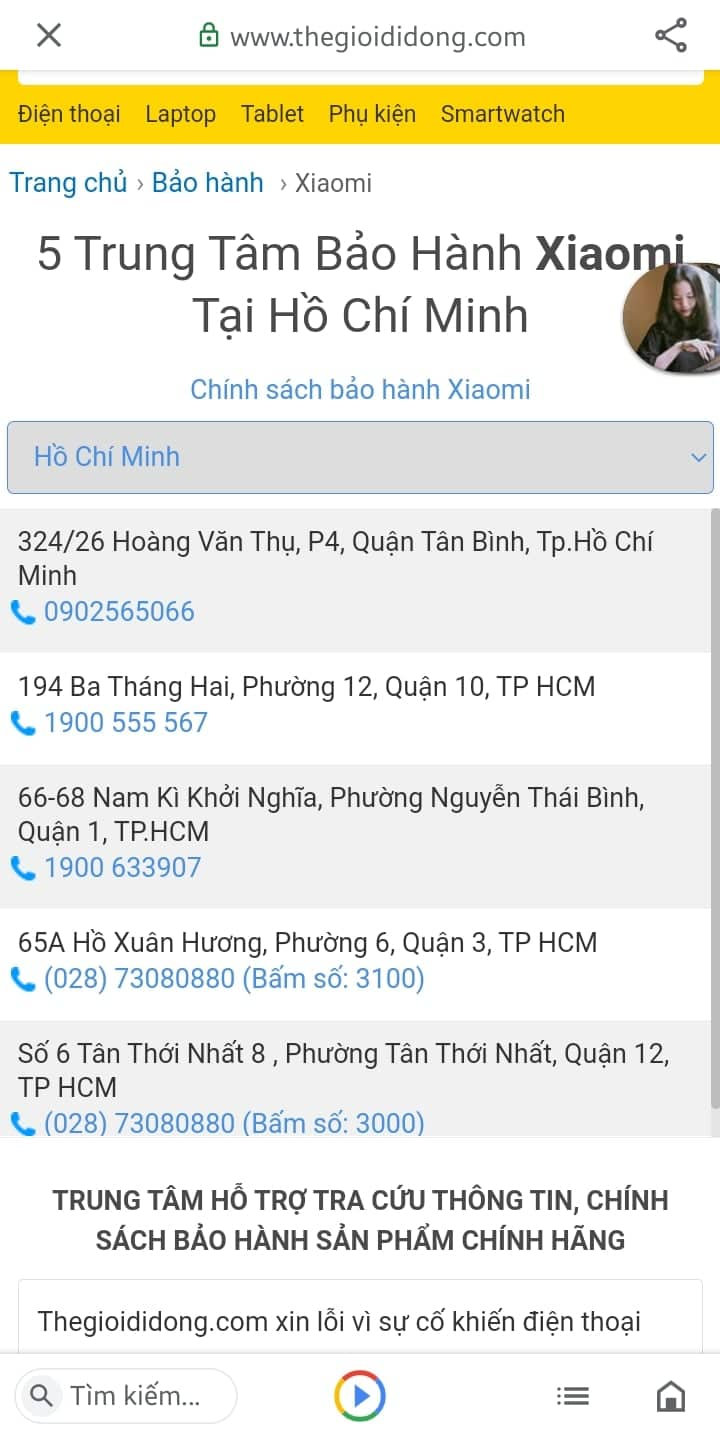 www.thegioididong.com
Điện thoại Laptop Tablet Phụ kiện Smartwatch
Trang chủ › Bảo hành › Xiaomi
5 Trung Tâm Bảo Hành Xiaomi
Tại Hồ Chí Minh
Chính sách bảo hành Xiaomi
Hồ Chí Minh
324/26 Hoàng Văn Thụ, P4, Quận Tân Bình, Tp.Hồ Chí
Minh
0902565066
194 Ba Tháng Hai, Phường 12, Quận 10, TP HCM
1900 555 567
66-68 Nam Kì Khởi Nghĩa, Phường Nguyễn Thái Bình,
Quận 1, TP.HCM
1900 633907
65A Hồ Xuân Hương, Phường 6, Quận 3, TP HCM
(028) 73080880 (Bấm số: 3100)
Số 6 Tân Thới Nhất 8 , Phường Tân Thới Nhất, Quận 12,
TP HCM
(028) 73080880 (Bấm số: 3000)
TRUNG TÂM HỖ TRỢ TRA CỨU THÔNG TIN, CHÍNH
SÁCH BẢO HÀNH SẢN PHẨM CHÍNH HÃNG
Thegioididong.com xin lỗi vì sự cố khiến điện thoại
Tìm kiếm...